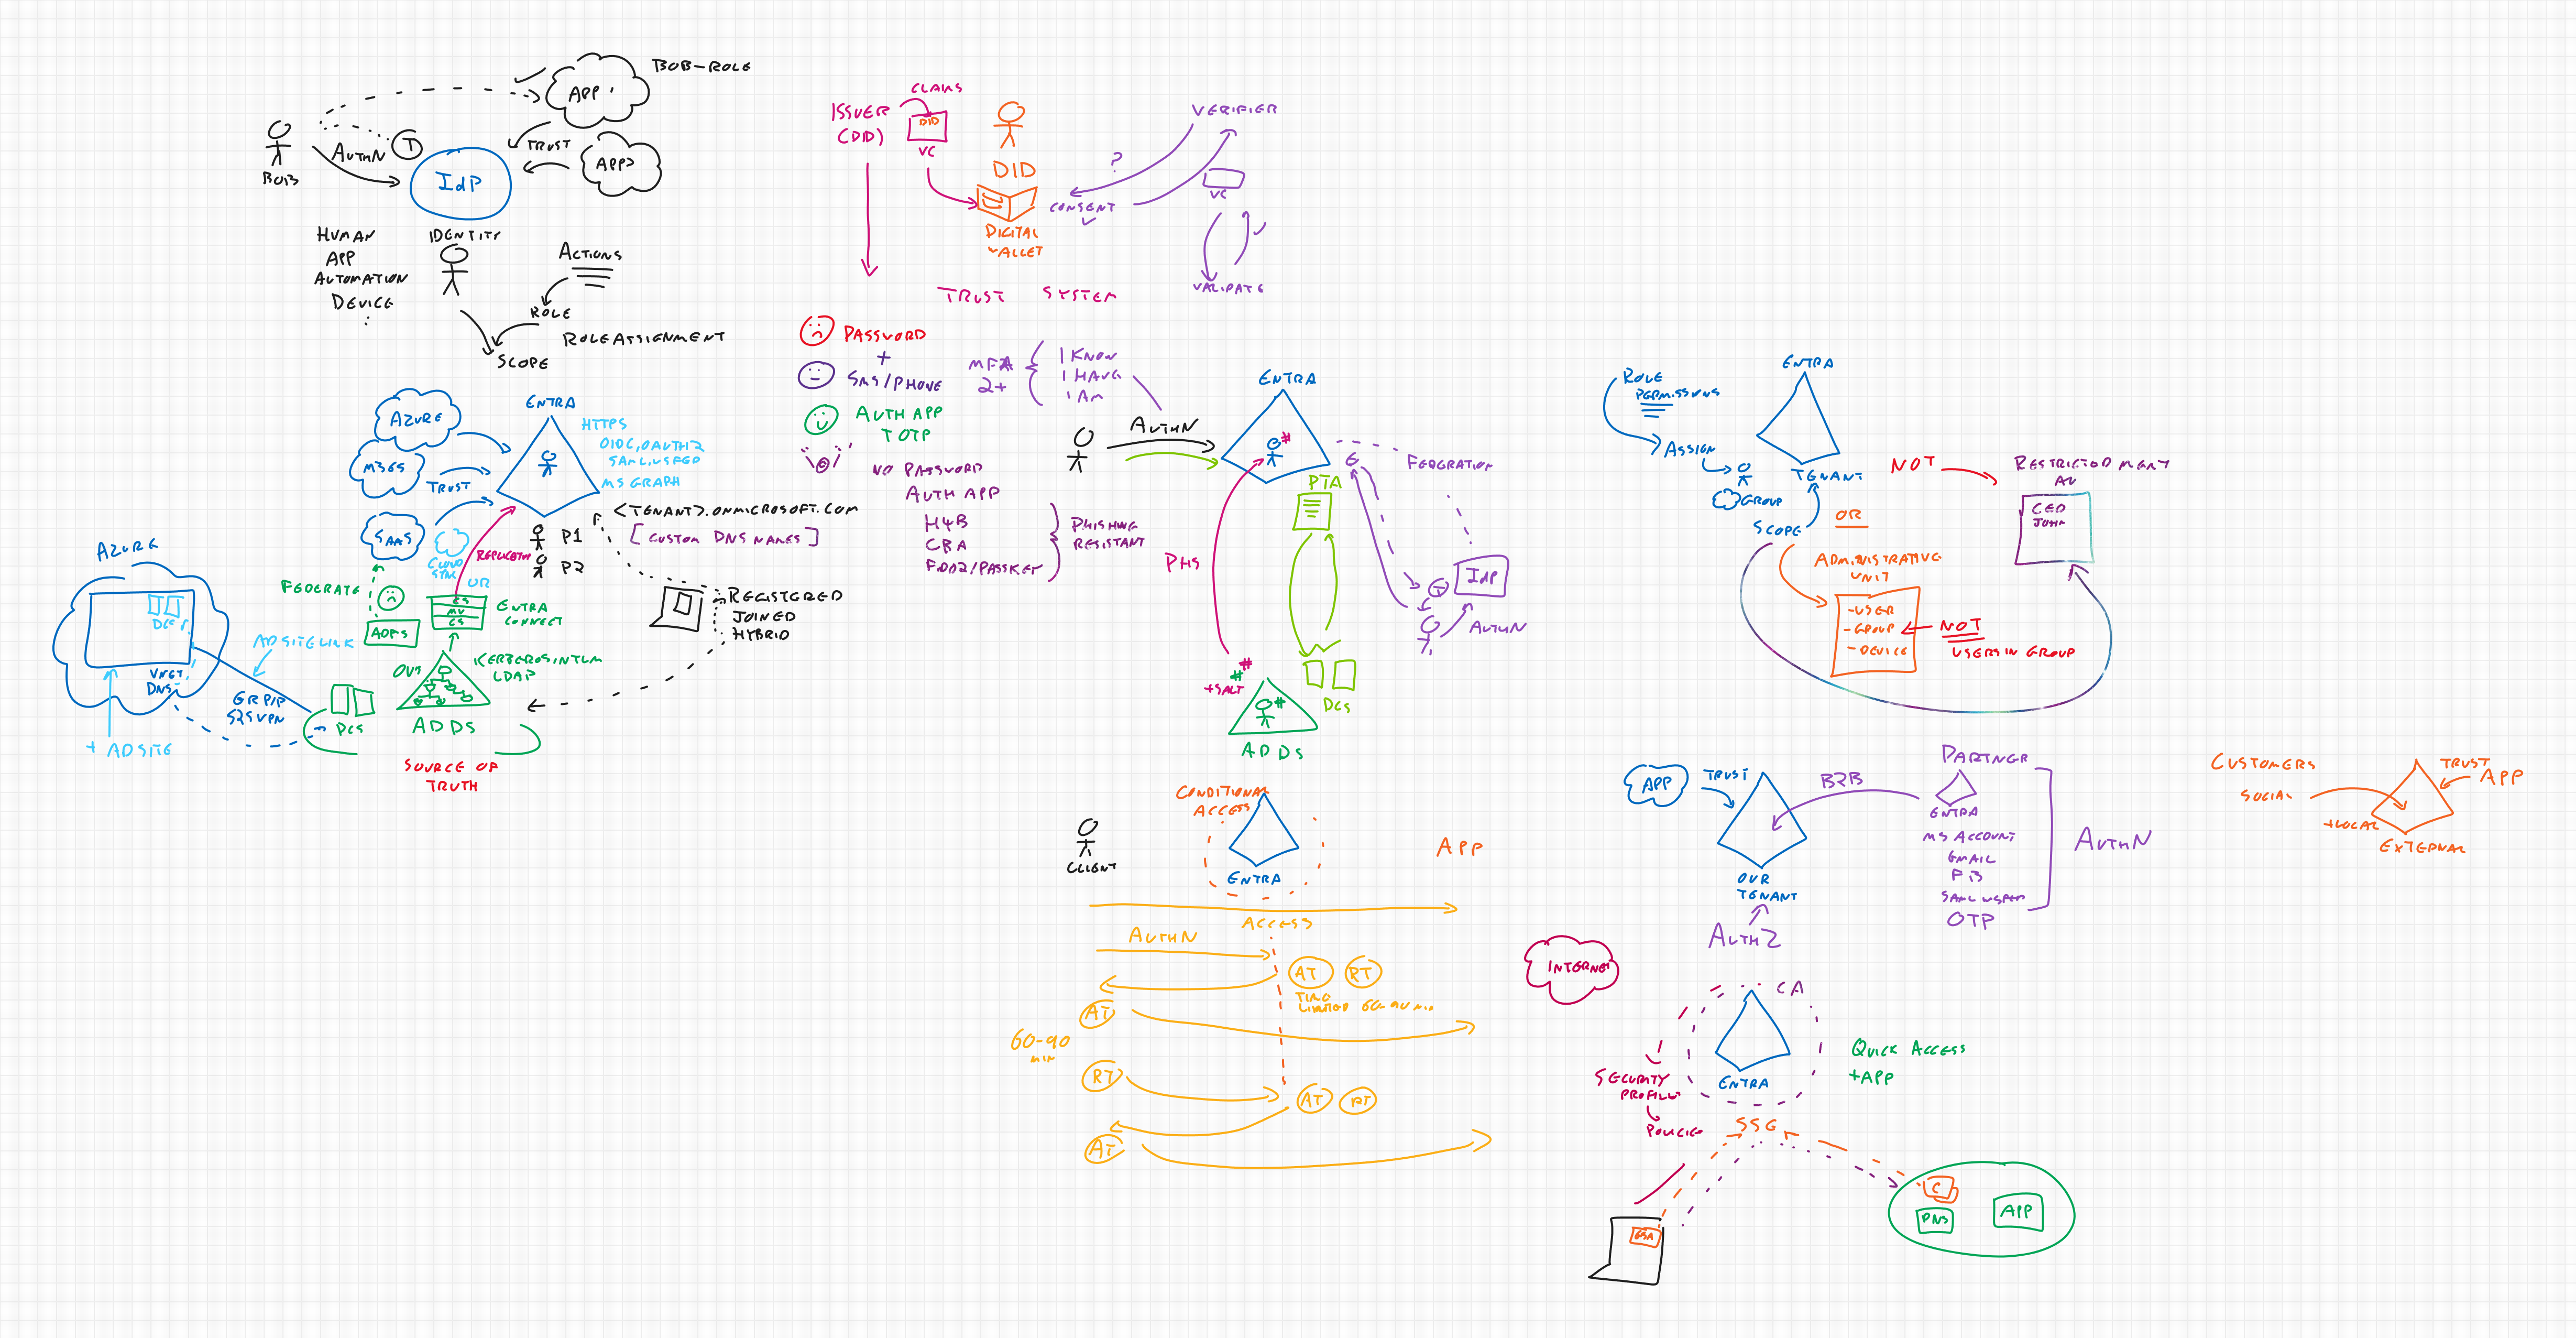 BOB-ROLE
APP 1
TRUST
APP2
AUTHN
T
BOB
IdP
HUMAN
APP
AUTOMATION
DEVICE
:
IDENTITY
ACTIONS
ROLE
ROLE ASSIGNMENT
SCOPE
CLAIMS
ISSUER
(DID)
DID
VC
DID
DIGITAL
WALLET
VERIFIER
?
CONSENT
VC
VALIDATE
TRUST SYSTEM
PASSWORD
+
SMS/PHONE
AUTH APP
TOTP
NO PASSWORD
AUTH APP
H4B
CBA
FIDO2/PASSKEY
PHISHING
RESISTANT
MFA
2+
I KNOW
I HAVE
I AM
AZURE
M365
TRUST
SAAS
ENTRA
HTTPS
OIDC, OAUTH2
SAML, WSFED
MS GRAPH
<TENANT>.ONMICROSOFT.COM
[CUSTOM DNS NAMES]
P1
P2
CLOUD
SYNC
OR
FEDERATE
ADFS
CS
MV
CS
ENTRA
CONNECT
REGISTERED
JOINED
HYBRID
AZURE
DCs
VNET
DNS
AD SITE LINK
ER P/P
S2S VPN
+ AD SITE
OUs
KERBEROS/NTLM
LDAP
DCs
ADDS
SOURCE OF
TRUTH
AUTHN
ENTRA
#
PHS
PTA
FEDERATION
IdP
AUTHN
#
#
+SALT
#
DCs
ADDS
ROLE
PERMISSIONS
ASSIGN
GROUP
SCOPE
ENTRA
TENANT
OR
ADMINISTRATIVE
UNIT
-USER
-GROUP
-DEVICE
NOT
USERS IN GROUP
NOT
RESTRICTED MGMT
AU
CEO
JOHN
CONDITIONAL
ACCESS
CLIENT
ENTRA
APP
ACCESS
AUTHN
AT
RT
TIME
LIMITED 60-90 MIN
AT
60-90
MIN
RT
AT
RT
AT
APP
TRUST
OUR
TENANT
AUTHZ
B2B
PARTNER
ENTRA
MS ACCOUNT
GMAIL
FB
SAML WSFED
OTP
AUTHN
CUSTOMERS
SOCIAL
+LOCAL
TRUST
APP
EXTERNAL
INTERNET
CA
ENTRA
SECURITY
PROFILE
POLICIES
QUICK ACCESS
+APP
SSE
GSA
C
DNS
APP